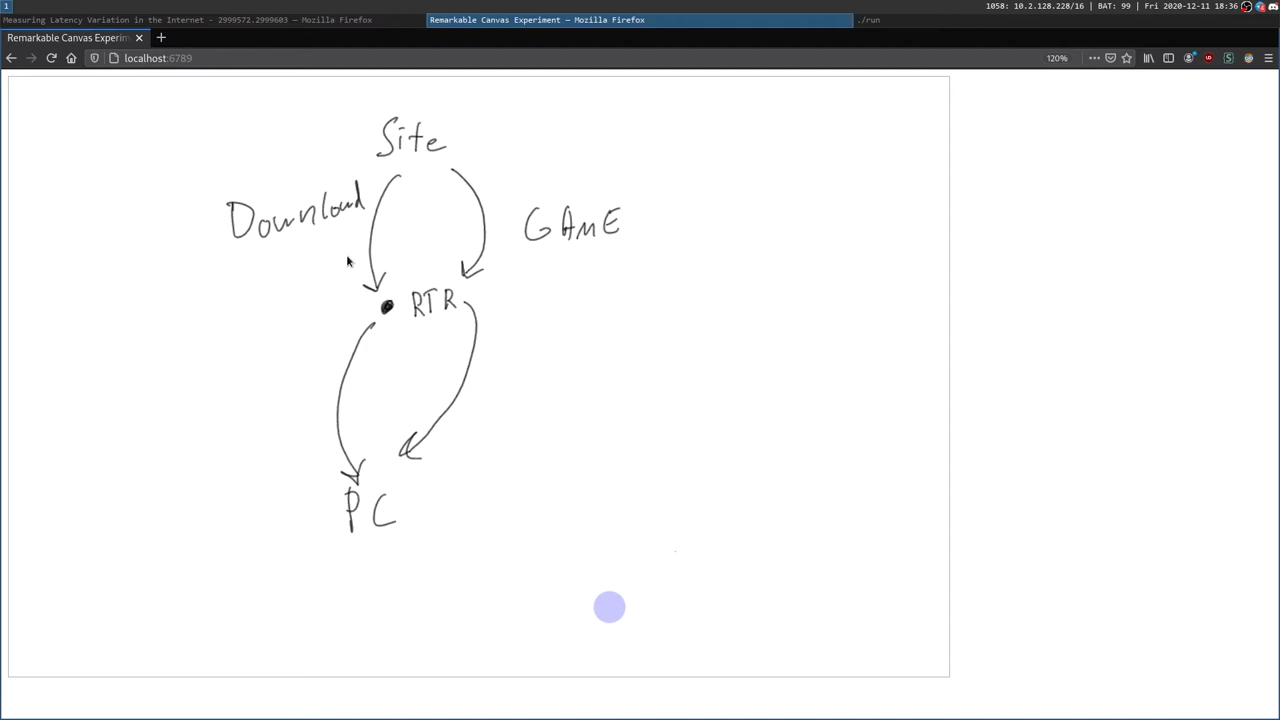 1
1058: 10.2.128.228/16 | BAT: 99 | Fri 2020-12-11 18:36
Measuring Latency Variation in the Internet - 2999572.2999603 — Mozilla Firefox
Remarkable Canvas Experiment — Mozilla Firefox
./run
Remarkable Canvas Experim
localhost:6789
120%
Site
Download
GAmE
RTR
PC